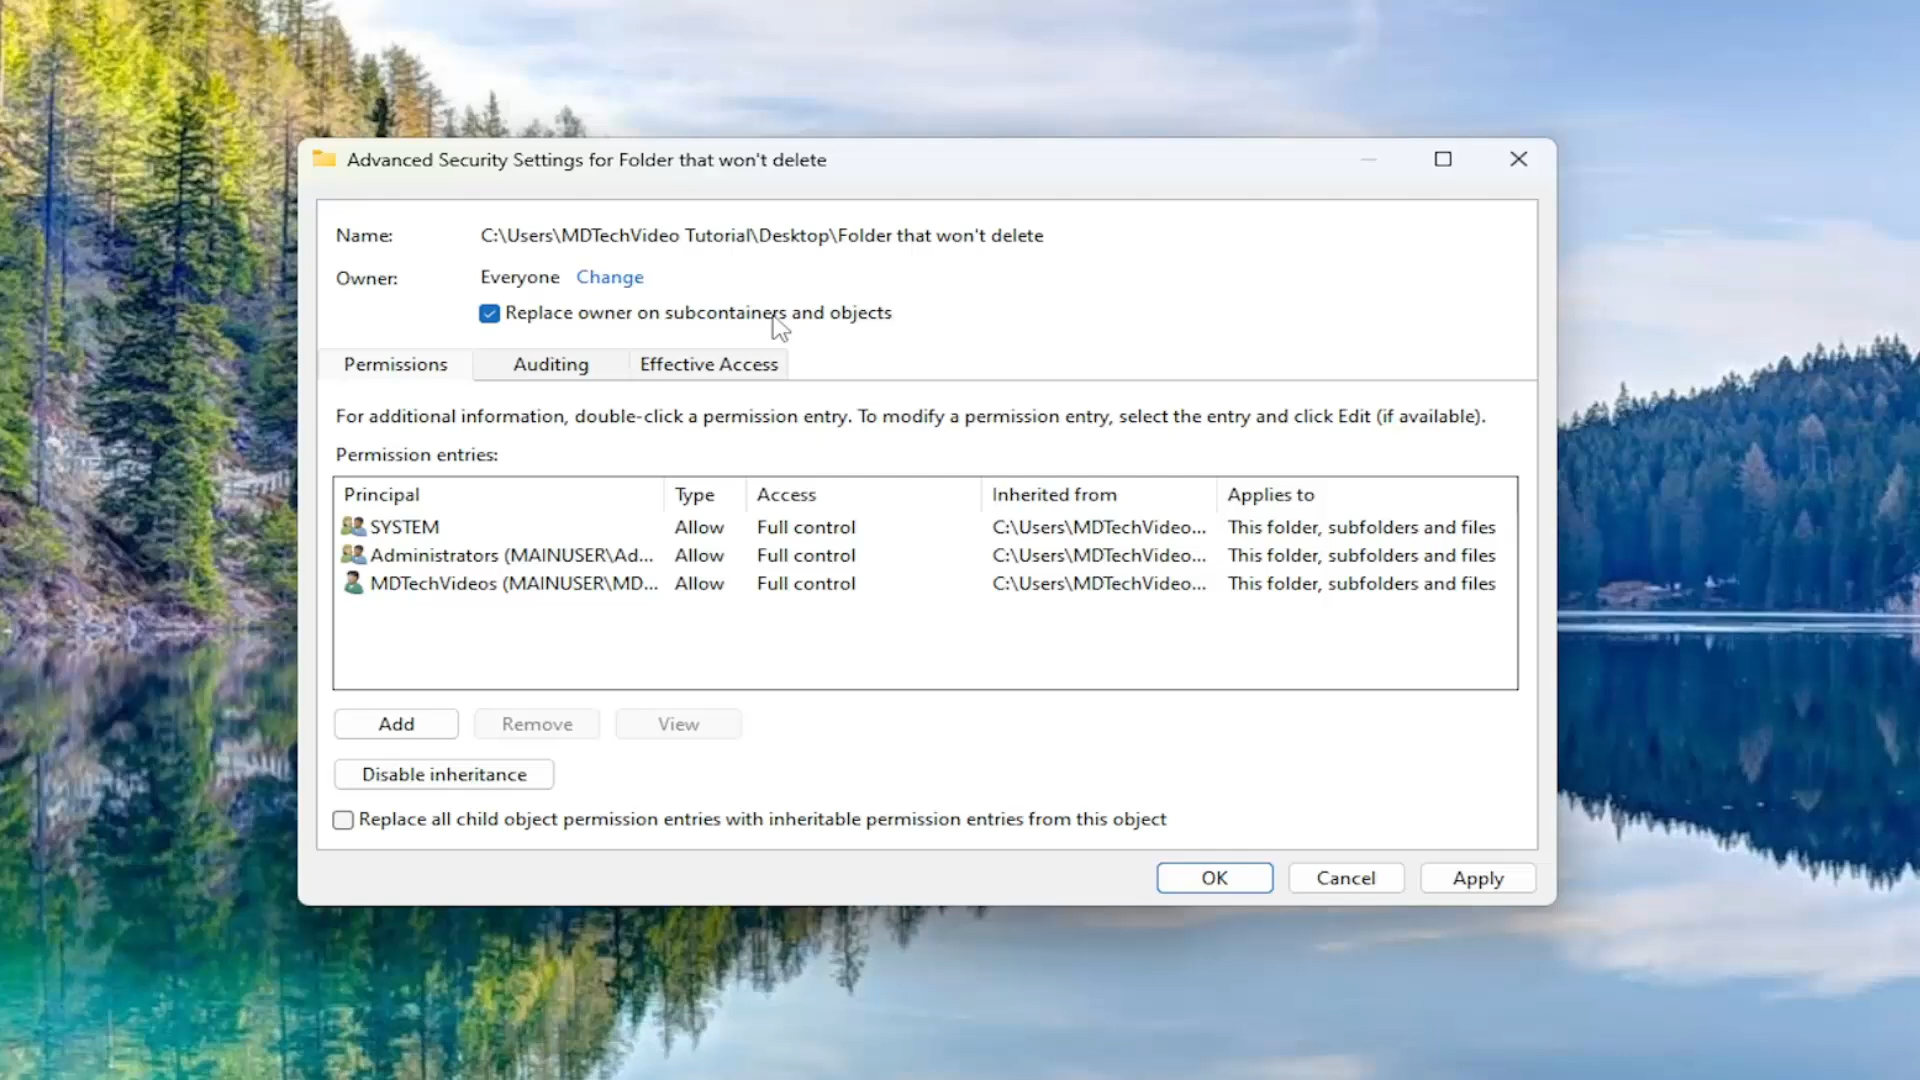 Advanced Security Settings for Folder that won't delete
Name: C:\Users\MDTechVideo Tutorial\Desktop\Folder that won't delete
Owner: Everyone Change
Replace owner on subcontainers and objects
Permissions Auditing Effective Access
For additional information, double-click a permission entry. To modify a permission entry, select the entry and click Edit (if available).
Permission entries:
Principal Type Access Inherited from Applies to
SYSTEM Allow Full control C:\Users\MDTechVideo... This folder, subfolders and files
Administrators (MAINUSER\Ad... Allow Full control C:\Users\MDTechVideo... This folder, subfolders and files
MDTechVideos (MAINUSER\MD... Allow Full control C:\Users\MDTechVideo... This folder, subfolders and files
Add Remove View
Disable inheritance
Replace all child object permission entries with inheritable permission entries from this object
OK Cancel Apply